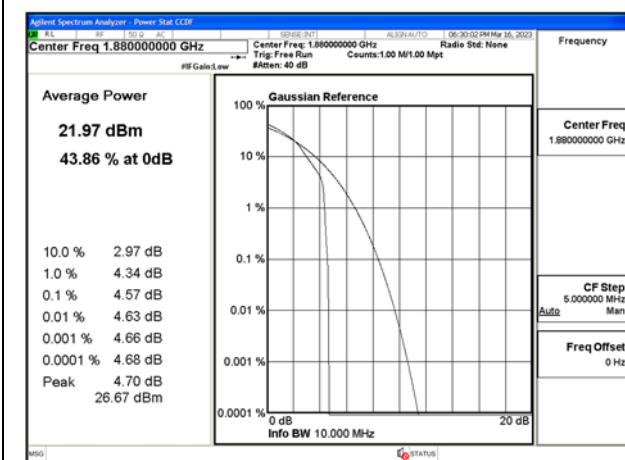 Agilent Spectrum Analyzer - Power Stat CCDF
RL RF 50 Ω AC SENSE:INT ALIGNAUTO 06:30:02 PM Mar 16, 2023
Center Freq 1.880000000 GHz
Center Freq: 1.880000000 GHz Radio Std: None
Trig: Free Run Counts:1.00 M/1.00 Mpt
#IFGain:Low #Atten: 40 dB
Frequency
Average Power
21.97 dBm
43.86 % at 0dB
10.0 % 2.97 dB
1.0 % 4.34 dB
0.1 % 4.57 dB
0.01 % 4.63 dB
0.001 % 4.66 dB
0.0001 % 4.68 dB
Peak 4.70 dB
26.67 dBm
Gaussian Reference
100 %
10 %
1 %
0.1 %
0.01 %
0.001 %
0.0001 %
0 dB 20 dB
Info BW 10.000 MHz
Center Freq
1.880000000 GHz
CF Step
5.000000 MHz
Auto Man
Freq Offset
0 Hz
MSG STATUS